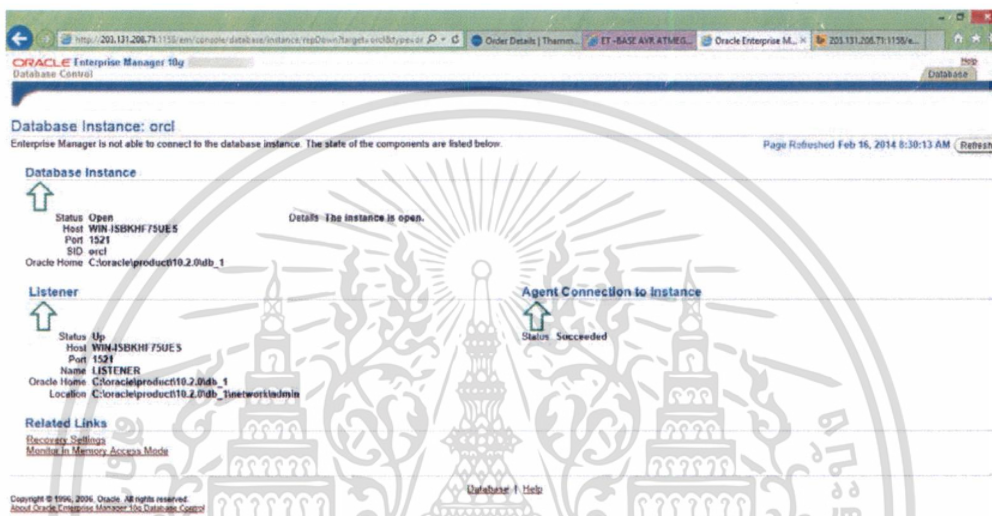 http://203.131.208.71:1158/em/console/database/instance/repDown?target=orcl&type=or
Order Details | Thamm...
ET -BASE AVR ATMEG...
Oracle Enterprise M...
203.131.208.71:1158/e...
ORACLE Enterprise Manager 10g
Database Control
Help
Database
Database Instance: orcl
Enterprise Manager is not able to connect to the database instance. The state of the components are listed below.
Page Refreshed Feb 16, 2014 8:30:13 AM
Refresh
Database Instance
Status Open
Details The instance is open.
Host WIN-ISBKHF75UES
Port 1521
SID orcl
Oracle Home C:\oracle\product\10.2.0\db_1
Listener
Status Up
Host WIN-ISBKHF75UES
Port 1521
Name LISTENER
Oracle Home C:\oracle\product\10.2.0\db_1
Location C:\oracle\product\10.2.0\db_1\network\admin
Agent Connection to Instance
Status Succeeded
Related Links
Recovery Settings
Monitor in Memory Access Mode
Database | Help
Copyright © 1996, 2006, Oracle. All rights reserved.
About Oracle Enterprise Manager 10g Database Control